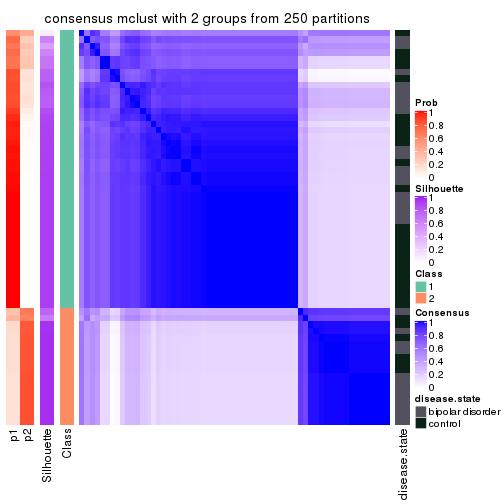 consensus mclust with 2 groups from 250 partitions
Prob
1
0.8
0.6
0.4
0.2
0
Silhouette
1
0.8
0.6
0.4
0.2
0
Class
1
2
Consensus
1
0.8
0.6
0.4
0.2
0
disease.state
bipolar disorder
control
p1
p2
Silhouette
Class
disease.state